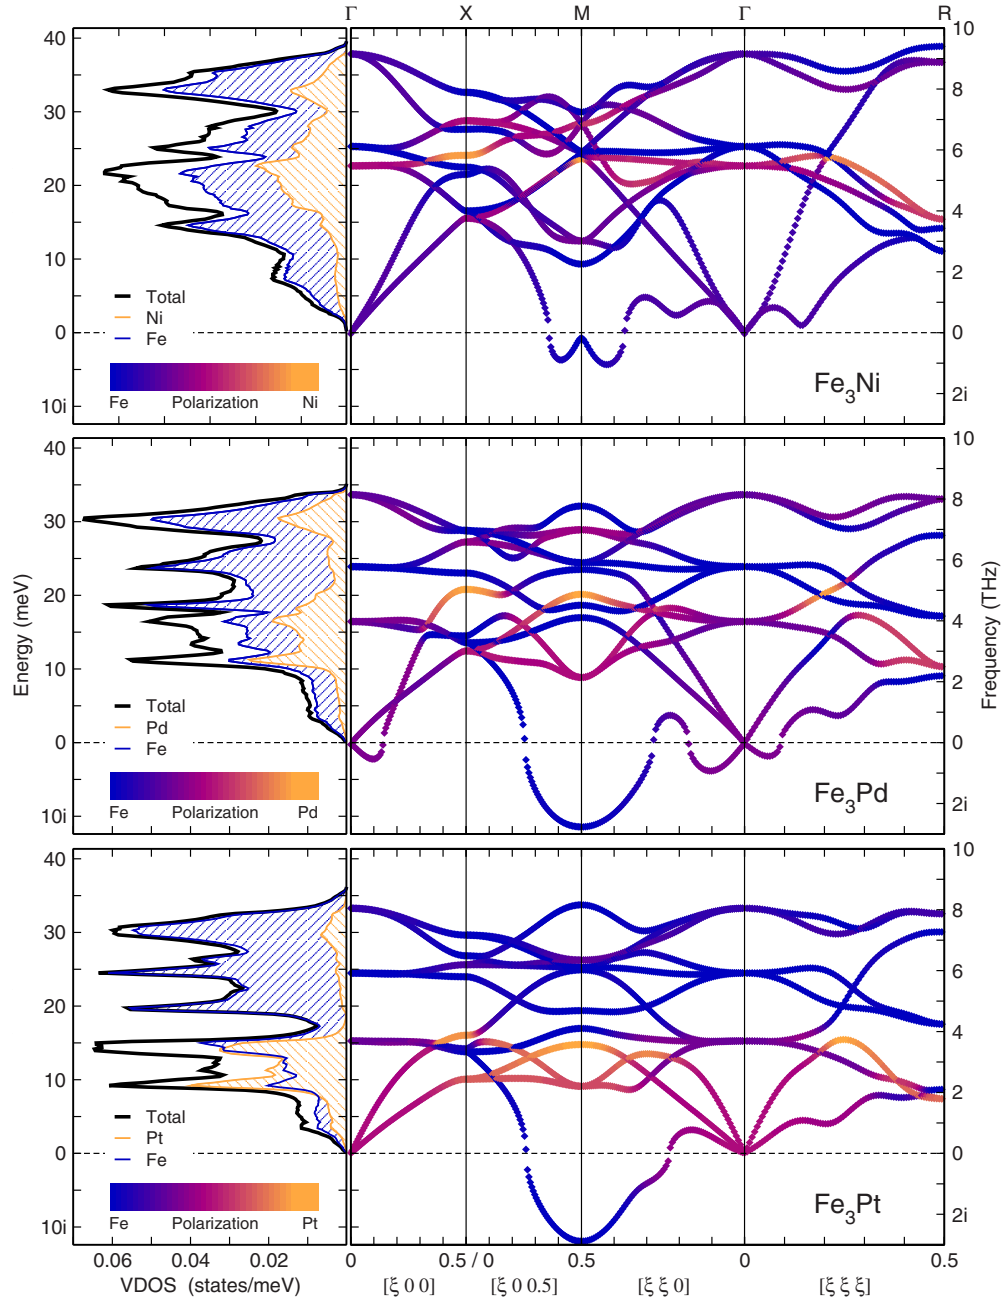 Γ X M Γ R
40 10
30 8
20 6
10 4
0 2
10i 0
2i
Total
Ni
Fe
Fe Polarization Ni
Fe3Ni
40 10
30 8
20 6
10 4
0 2
10i 0
2i
Energy (meV)
Frequency (THz)
Total
Pd
Fe
Fe Polarization Pd
Fe3Pd
40 10
30 8
20 6
10 4
0 2
10i 0
2i
Total
Pt
Fe
Fe Polarization Pt
Fe3Pt
0.06 0.04 0.02 0 0.5 / 0 0.5 0 0.5
VDOS (states/meV) [ξ 0 0] [ξ 0 0.5] [ξ ξ 0] [ξ ξ ξ]